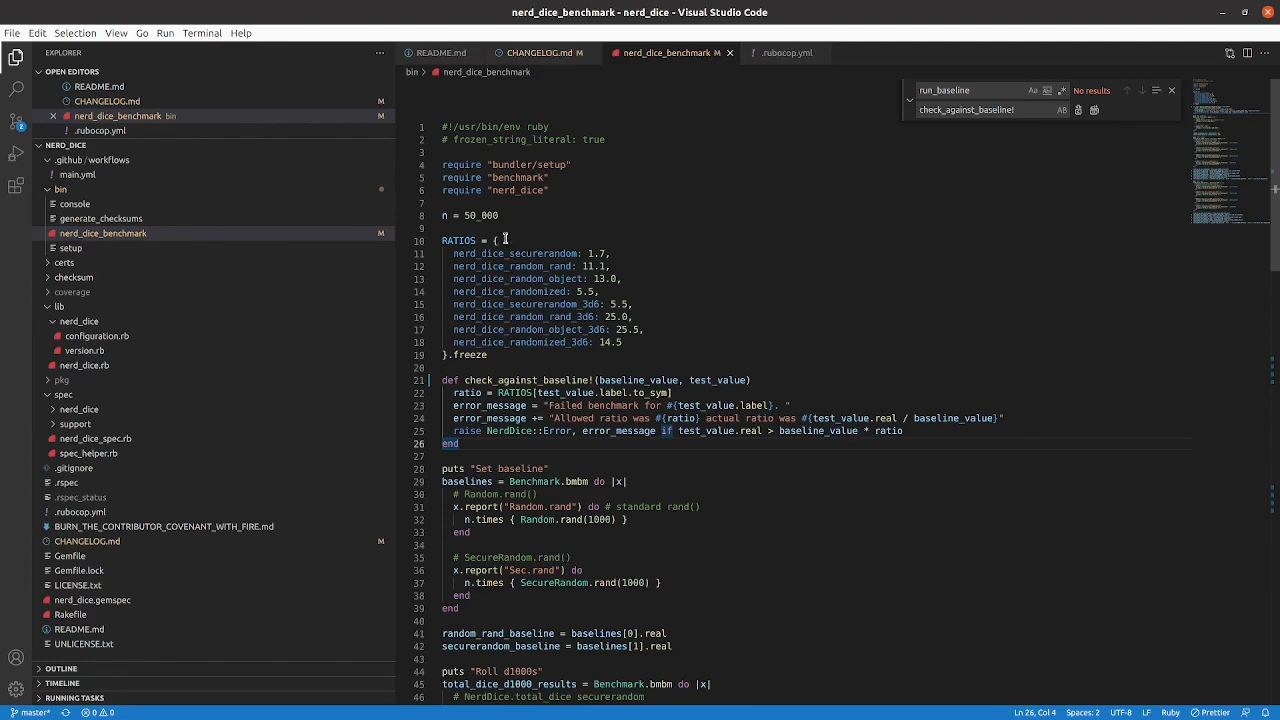 nerd_dice_benchmark - nerd_dice - Visual Studio Code
File Edit Selection View Go Run Terminal Help
EXPLORER
OPEN EDITORS
README.md
CHANGELOG.md M
nerd_dice_benchmark bin
.rubocop.yml
NERD_DICE
.github/workflows
main.yml
bin
console
generate_checksums
nerd_dice_benchmark
setup
certs
checksum
coverage
lib
nerd_dice
configuration.rb
version.rb
nerd_dice.rb
pkg
spec
nerd_dice
support
nerd_dice_spec.rb
spec_helper.rb
.gitignore
.rspec
.rspec_status
.rubocop.yml
BURN_THE_CONTRIBUTOR_COVENANT_WITH_FIRE.md
CHANGELOG.md M
Gemfile
Gemfile.lock
LICENSE.txt
nerd_dice.gemspec
Rakefile
README.md
UNLICENSE.txt
OUTLINE
TIMELINE
RUNNING TASKS
2
README.md CHANGELOG.md M nerd_dice_benchmark M .rubocop.yml
bin > nerd_dice_benchmark
run_baseline Aa Ab .* No results
check_against_baseline! AB
1 #!/usr/bin/env ruby
2 # frozen_string_literal: true
3
4 require "bundler/setup"
5 require "benchmark"
6 require "nerd_dice"
7
8 n = 50_000
9
10 RATIOS = {
11 nerd_dice_securerandom: 1.7,
12 nerd_dice_random_rand: 11.1,
13 nerd_dice_random_object: 13.0,
14 nerd_dice_randomized: 5.5,
15 nerd_dice_securerandom_3d6: 5.5,
16 nerd_dice_random_rand_3d6: 25.0,
17 nerd_dice_random_object_3d6: 25.5,
18 nerd_dice_randomized_3d6: 14.5
19 }.freeze
20
21 def check_against_baseline!(baseline_value, test_value)
22 ratio = RATIOS[test_value.label.to_sym]
23 error_message = "Failed benchmark for #{test_value.label}. "
24 error_message += "Allowed ratio was #{ratio} actual ratio was #{test_value.real / baseline_value}"
25 raise NerdDice::Error, error_message if test_value.real > baseline_value * ratio
26 end
27
28 puts "Set baseline"
29 baselines = Benchmark.bmbm do |x|
30 # Random.rand()
31 x.report("Random.rand") do # standard rand()
32 n.times { Random.rand(1000) }
33 end
34
35 # SecureRandom.rand()
36 x.report("Sec.rand") do
37 n.times { SecureRandom.rand(1000) }
38 end
39 end
40
41 random_rand_baseline = baselines[0].real
42 securerandom_baseline = baselines[1].real
43
44 puts "Roll d1000s"
45 total_dice_d1000_results = Benchmark.bmbm do |x|
46 # NerdDice.total_dice securerandom
master* 0 0 Ln 26, Col 4 Spaces: 2 UTF-8 LF Ruby Prettier